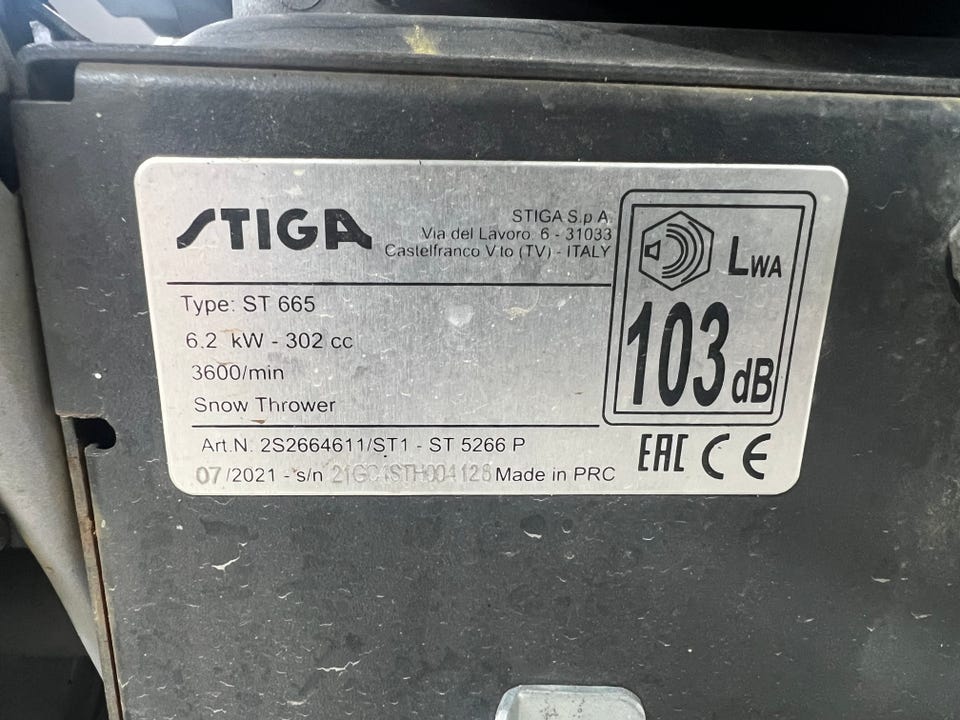 STIGA
STIGA S.p.A.
Via del Lavoro, 6 - 31033
Castelfranco V.to (TV) - ITALY
Type: ST 665
6.2 kW - 302 cc
3600/min
Snow Thrower
LWA
103 dB
Art.N. 2S2664611/ST1 - ST 5266 P
07/2021 - s/n Made in PRC
EAC CE